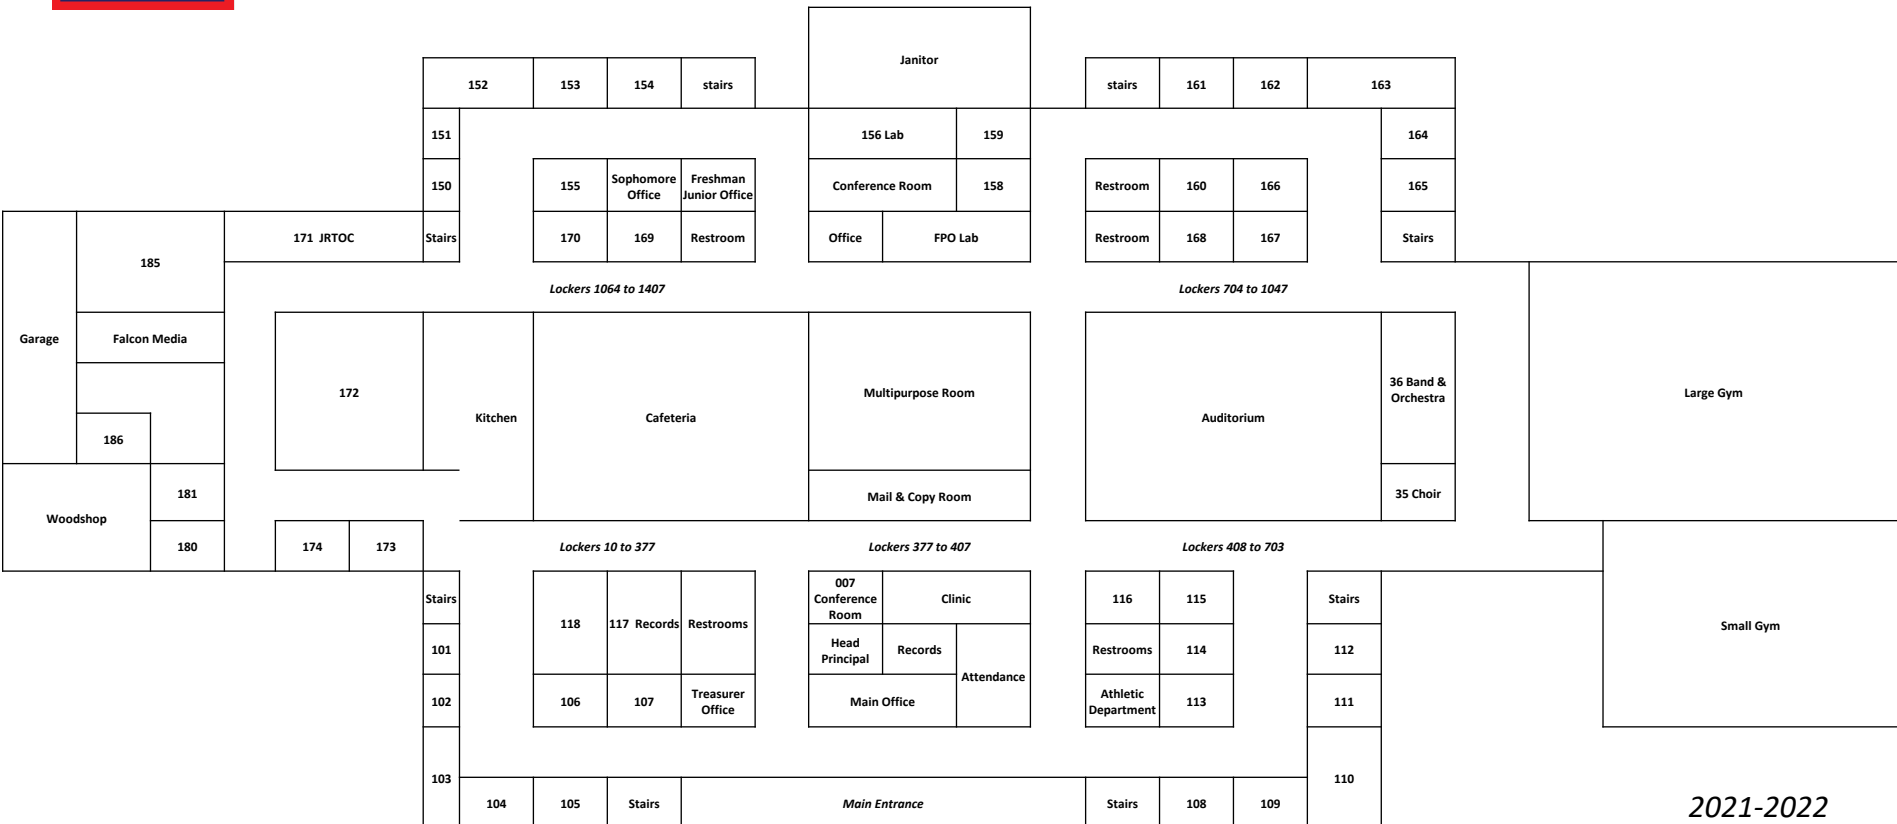 Janitor
152
153
154
stairs
stairs
161
162
163
151
156 Lab
159
164
150
155
Sophomore
Office
Freshman
Junior Office
Conference Room
158
Restroom
160
166
165
171  JRTOC
Stairs
170
169
Restroom
Office
FPO Lab
Restroom
168
167
Stairs
185
Lockers 1064 to 1407
Lockers 704 to 1047
Garage
Falcon Media
172
Kitchen
Cafeteria
Multipurpose Room
Auditorium
36 Band &
Orchestra
Large Gym
186
Woodshop
181
Mail & Copy Room
35 Choir
180
174
173
Lockers 10 to 377
Lockers 377 to 407
Lockers 408 to 703
Stairs
118
117  Records
Restrooms
007
Conference
Room
Clinic
116
115
Stairs
Small Gym
101
Head
Principal
Records
Attendance
Restrooms
114
112
102
106
107
Treasurer
Office
Main Office
Athletic
Department
113
111
103
110
104
105
Stairs
Main Entrance
Stairs
108
109
2021-2022